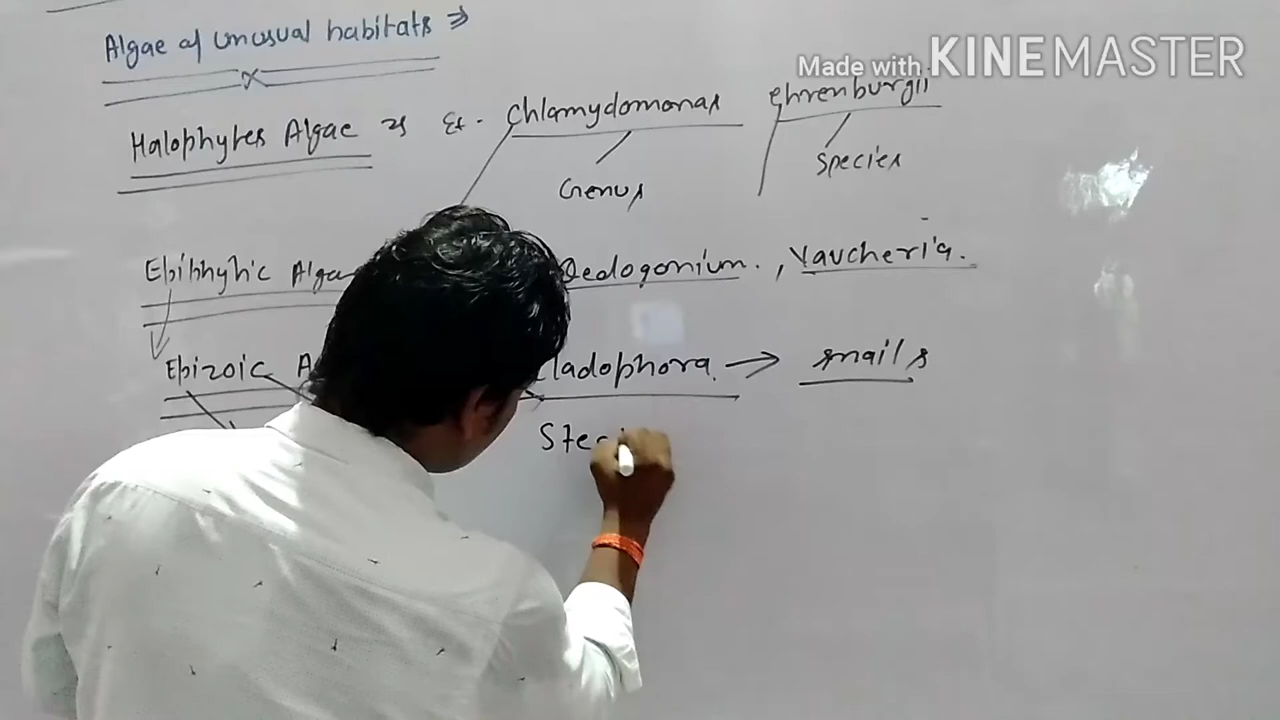 Algae of unusual habitats ⇒
Made with KINEMASTER
Halophytes Algae Ex. Chlamydomonas ehrenburgii
Genus
Species
Epiphytic Algae Oedogonium. , Vaucheria.
Epizoic A Cladophora. → snails
Ste